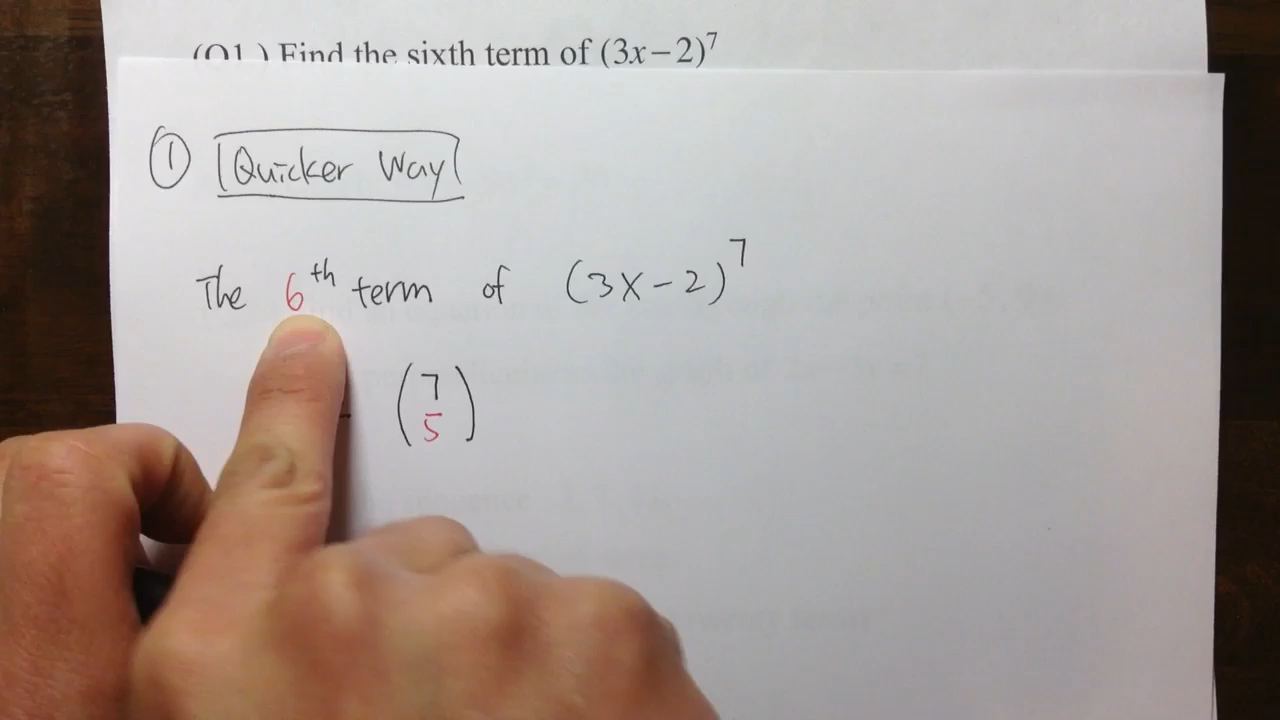 (Q1.) Find the sixth term of (3x−2)⁷
① Quicker Way
The 6th term of (3x−2)⁷
(7
5)